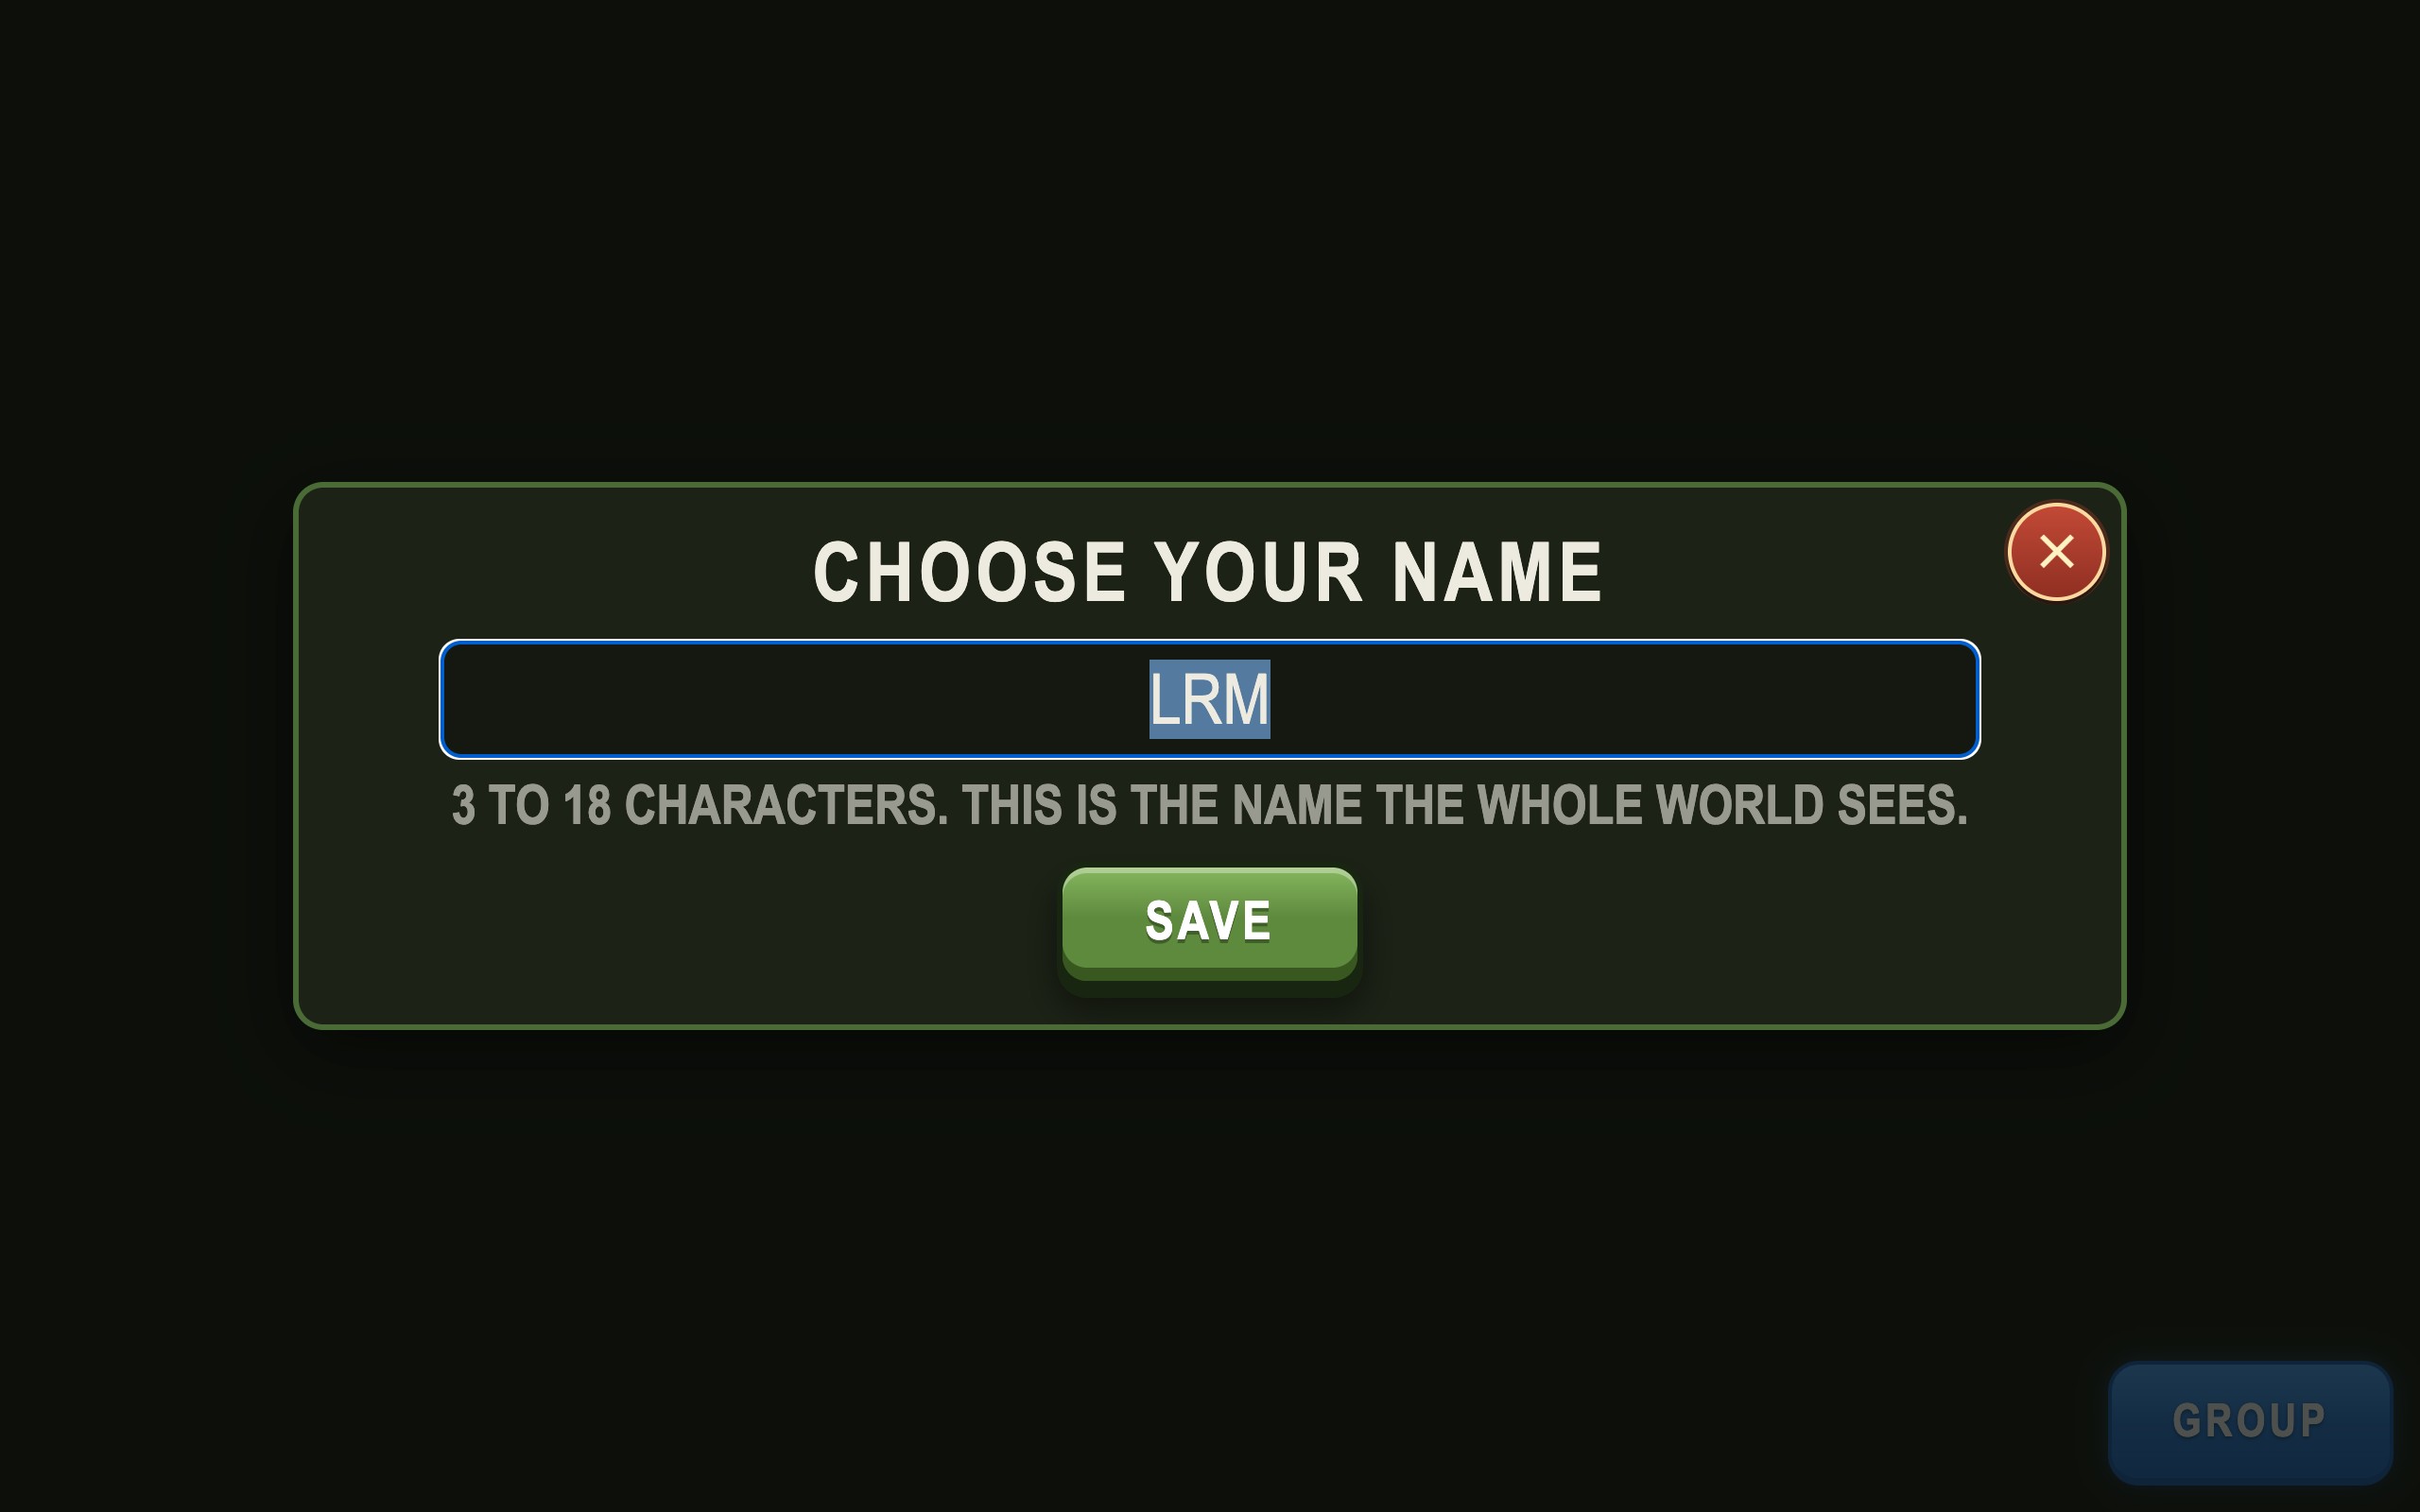 CHOOSE YOUR NAME
LRM
3 TO 18 CHARACTERS. THIS IS THE NAME THE WHOLE WORLD SEES.
SAVE
GROUP